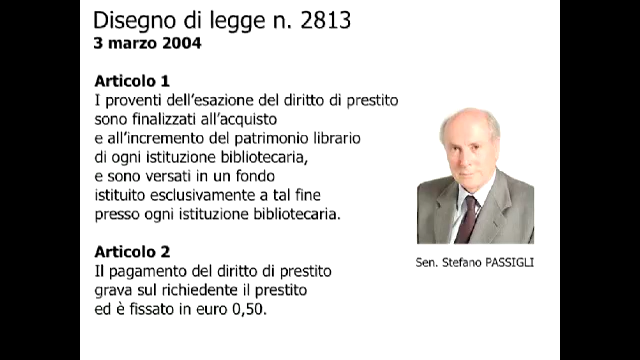 Disegno di legge n. 2813
3 marzo 2004
Articolo 1
I proventi dell'esazione del diritto di prestito
sono finalizzati all'acquisto
e all'incremento del patrimonio librario
di ogni istituzione bibliotecaria,
e sono versati in un fondo
istituito esclusivamente a tal fine
presso ogni istituzione bibliotecaria.
Articolo 2
Il pagamento del diritto di prestito
grava sul richiedente il prestito
ed è fissato in euro 0,50.
Sen. Stefano PASSIGLI